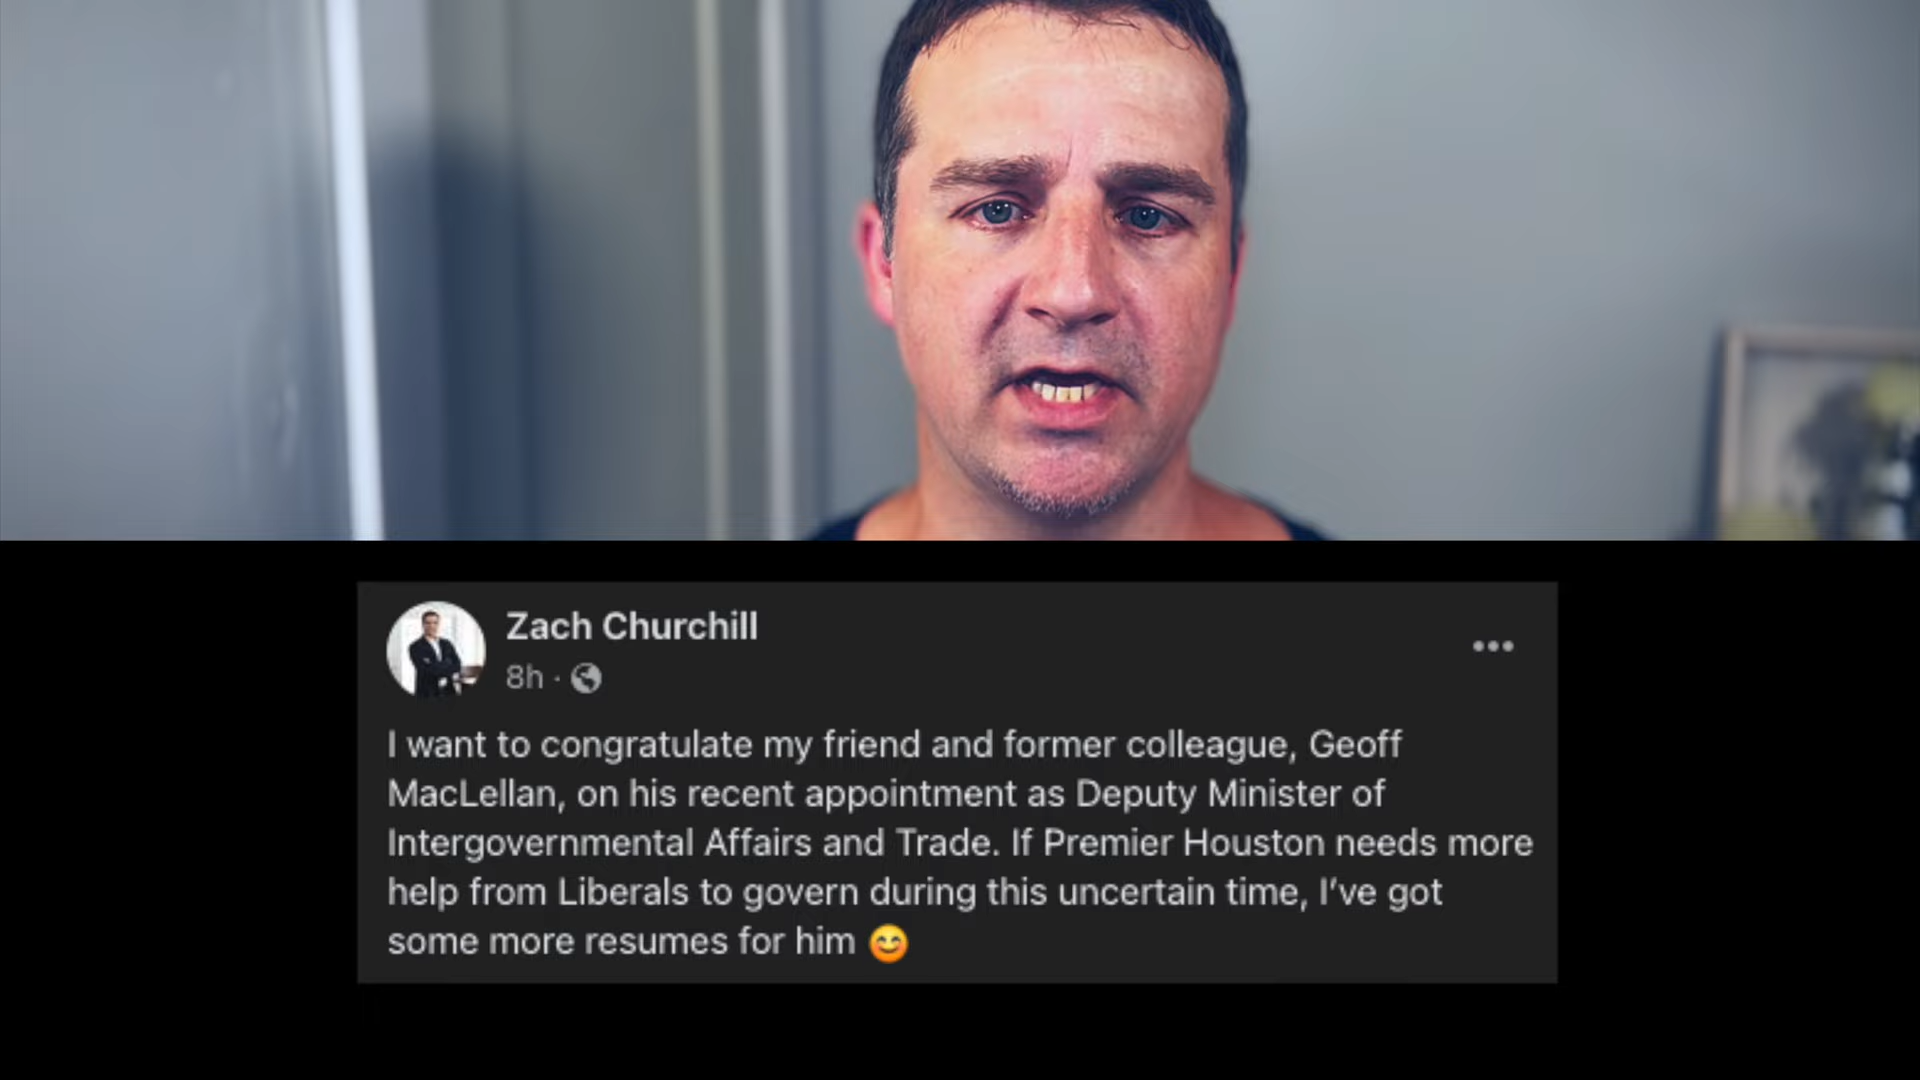 Zach Churchill
8h ·
I want to congratulate my friend and former colleague, Geoff
MacLellan, on his recent appointment as Deputy Minister of
Intergovernmental Affairs and Trade. If Premier Houston needs more
help from Liberals to govern during this uncertain time, I’ve got
some more resumes for him 😊